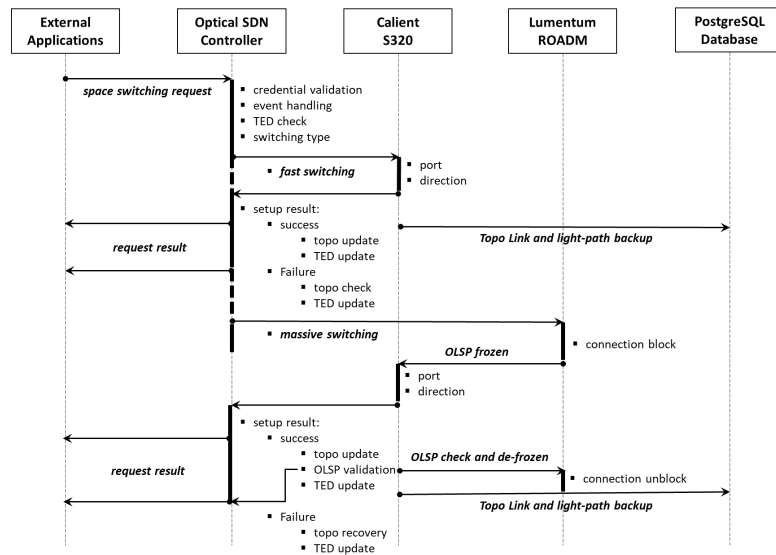 External
Applications
Optical SDN
Controller
Calient
S320
Lumentum
ROADM
PostgreSQL
Database
space switching request
▪ credential validation
▪ event handling
▪ TED check
▪ switching type
▪ fast switching
▪ port
▪ direction
▪ setup result:
▪ success
▪ topo update
▪ TED update
request result
Topo Link and light-path backup
▪ Failure
▪ topo check
▪ TED update
▪ massive switching
▪ connection block
OLSP frozen
▪ port
▪ direction
▪ setup result:
▪ success
▪ topo update
▪ OLSP validation
▪ TED update
request result
OLSP check and de-frozen
▪ connection unblock
Topo Link and light-path backup
▪ Failure
▪ topo recovery
▪ TED update